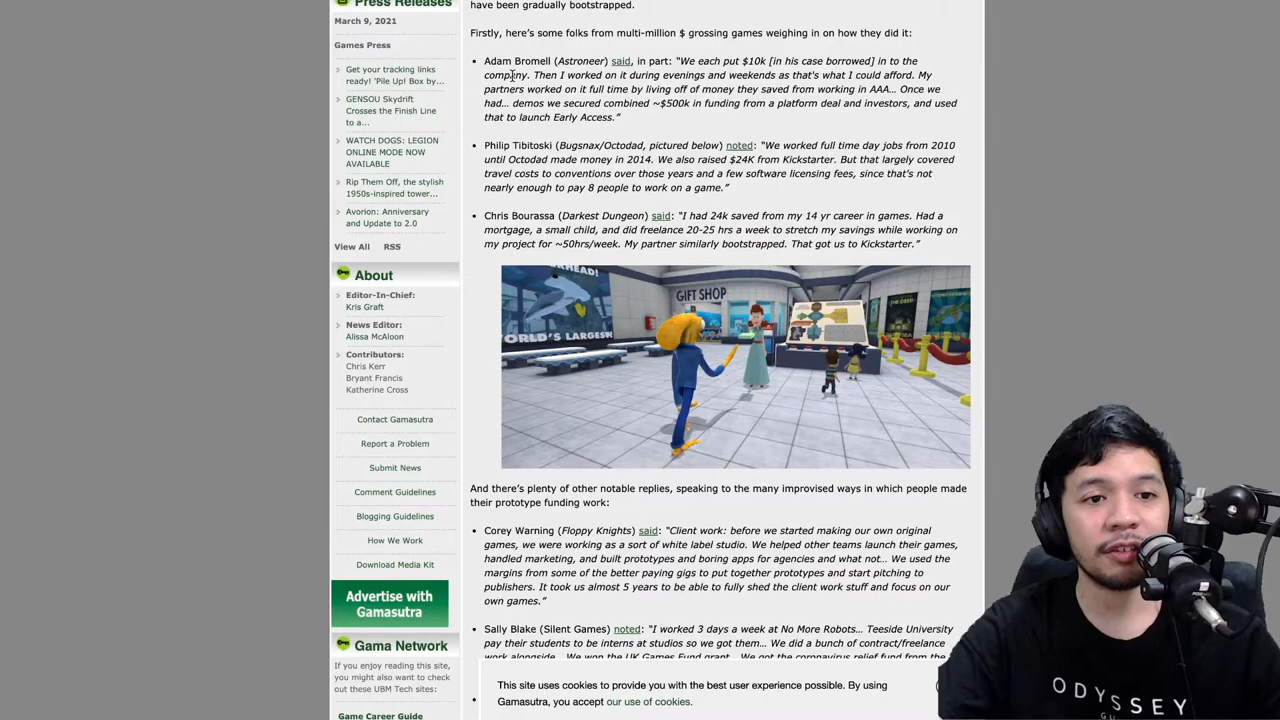 Press Releases
March 9, 2021
Games Press
Get your tracking links
ready! 'Pile Up! Box by...
GENSOU Skydrift
Crosses the Finish Line
to a...
WATCH DOGS: LEGION
ONLINE MODE NOW
AVAILABLE
Rip Them Off, the stylish
1950s-inspired tower...
Avorion: Anniversary
and Update to 2.0
View All RSS
About
Editor-In-Chief:
Kris Graft
News Editor:
Alissa McAloon
Contributors:
Chris Kerr
Bryant Francis
Katherine Cross
Contact Gamasutra
Report a Problem
Submit News
Comment Guidelines
Blogging Guidelines
How We Work
Download Media Kit
Advertise with
Gamasutra
Gama Network
If you enjoy reading this site,
you might also want to check
out these UBM Tech sites:
Game Career Guide
have been gradually bootstrapped.
Firstly, here's some folks from multi-million $ grossing games weighing in on how they did it:
Adam Bromell (Astroneer) said, in part: "We each put $10k [in his case borrowed] in to the
company. Then I worked on it during evenings and weekends as that's what I could afford. My
partners worked on it full time by living off of money they saved from working in AAA... Once we
had... demos we secured combined ~$500k in funding from a platform deal and investors, and used
that to launch Early Access."
Philip Tibitoski (Bugsnax/Octodad, pictured below) noted: "We worked full time day jobs from 2010
until Octodad made money in 2014. We also raised $24K from Kickstarter. But that largely covered
travel costs to conventions over those years and a few software licensing fees, since that's not
nearly enough to pay 8 people to work on a game."
Chris Bourassa (Darkest Dungeon) said: "I had 24k saved from my 14 yr career in games. Had a
mortgage, a small child, and did freelance 20-25 hrs a week to stretch my savings while working on
my project for ~50hrs/week. My partner similarly bootstrapped. That got us to Kickstarter."
GIFT SHOP
And there's plenty of other notable replies, speaking to the many improvised ways in which people made
their prototype funding work:
Corey Warning (Floppy Knights) said: "Client work: before we started making our own original
games, we were working as a sort of white label studio. We helped other teams launch their games,
handled marketing, and built prototypes and boring apps for agencies and what not... We used the
margins from some of the better paying gigs to put together prototypes and start pitching to
publishers. It took us almost 5 years to be able to fully shed the client work stuff and focus on our
own games."
Sally Blake (Silent Games) noted: "I worked 3 days a week at No More Robots... Teeside University
pay their students to be interns at studios so we got them... We did a bunch of contract/freelance
work alongside... We won the UK Games Fund grant... We got the coronavirus relief fund from the
This site uses cookies to provide you with the best user experience possible. By using
Gamasutra, you accept our use of cookies.
ODYSSEY